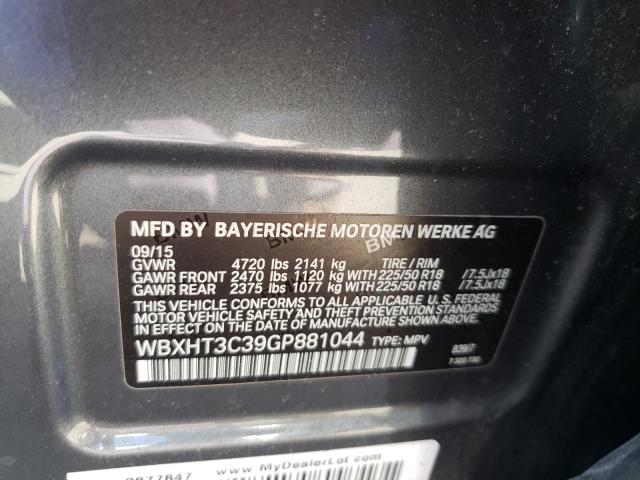 MFD BY BAYERISCHE MOTOREN WERKE AG
09/15
GVWR 4720 lbs 2141 kg TIRE / RIM
GAWR FRONT 2470 lbs 1120 kg WITH 225/50 R18 /7.5Jx18
GAWR REAR 2375 lbs 1077 kg WITH 225/50 R18 /7.5Jx18
THIS VEHICLE CONFORMS TO ALL APPLICABLE U.S. FEDERAL
MOTOR VEHICLE SAFETY AND THEFT PREVENTION
STANDARDS IN EFFECT ON THE DATE OF MANUFACTURE SHOWN ABOVE.
WBXHT3C39GP881044 TYPE: MPV
BMW
BMW
BMW
www.MyDealerLot.com